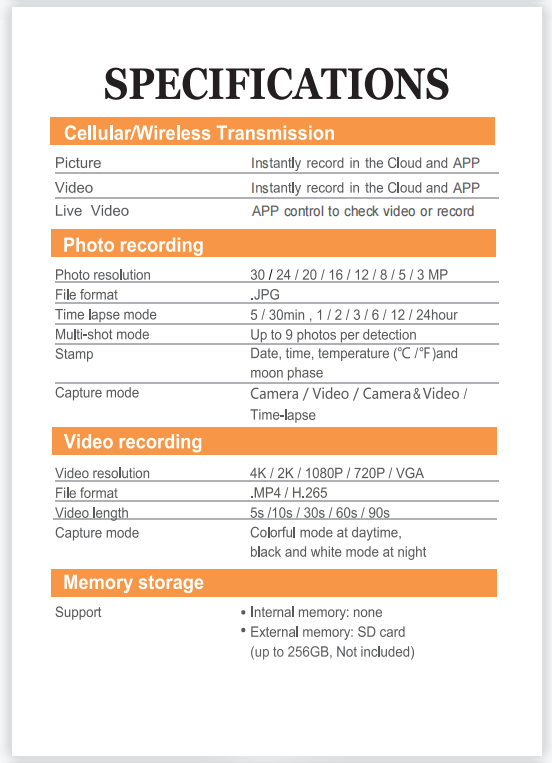 SPECIFICATIONS
Cellular/Wireless Transmission
Picture Instantly record in the Cloud and APP
Video Instantly record in the Cloud and APP
Live Video APP control to check video or record
Photo recording
Photo resolution 30 / 24 / 20 / 16 / 12 / 8 / 5 / 3 MP
File format .JPG
Time lapse mode 5 / 30min , 1 / 2 / 3 / 6 / 12 / 24hour
Multi-shot mode Up to 9 photos per detection
Stamp Date, time, temperature (℃ /℉)and
moon phase
Capture mode Camera / Video / Camera&Video /
Time-lapse
Video recording
Video resolution 4K / 2K / 1080P / 720P / VGA
File format .MP4 / H.265
Video length 5s /10s / 30s / 60s / 90s
Capture mode Colorful mode at daytime,
black and white mode at night
Memory storage
Support • Internal memory: none
• External memory: SD card
(up to 256GB, Not included)